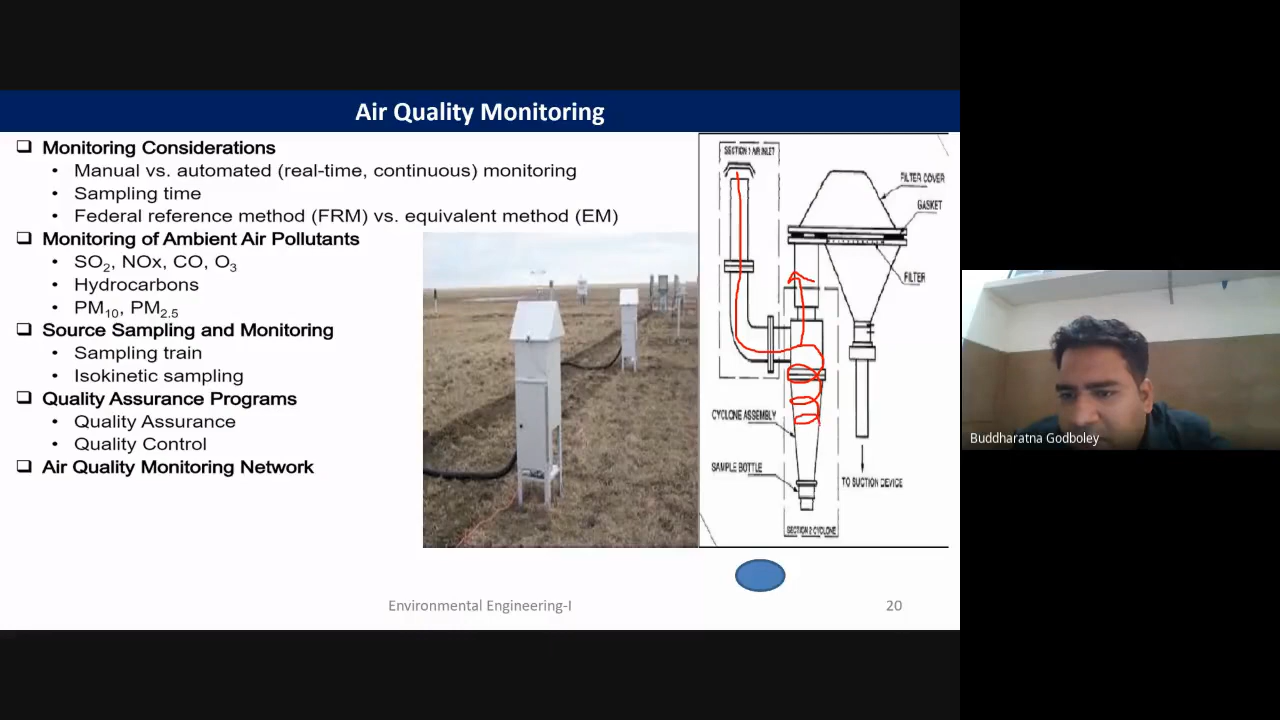 Air Quality Monitoring
Monitoring Considerations
• Manual vs. automated (real-time, continuous) monitoring
• Sampling time
• Federal reference method (FRM) vs. equivalent method (EM)
Monitoring of Ambient Air Pollutants
• SO2, NOx, CO, O3
• Hydrocarbons
• PM10, PM2.5
Source Sampling and Monitoring
• Sampling train
• Isokinetic sampling
Quality Assurance Programs
• Quality Assurance
• Quality Control
Air Quality Monitoring Network
SECTION 1 AIR INLET
FILTER COVER
GASKET
FILTER
CYCLONE ASSEMBLY
SAMPLE BOTTLE
TO SUCTION DEVICE
SECTION 2 CYCLONE
Environmental Engineering-I
20
Buddharatna Godboley